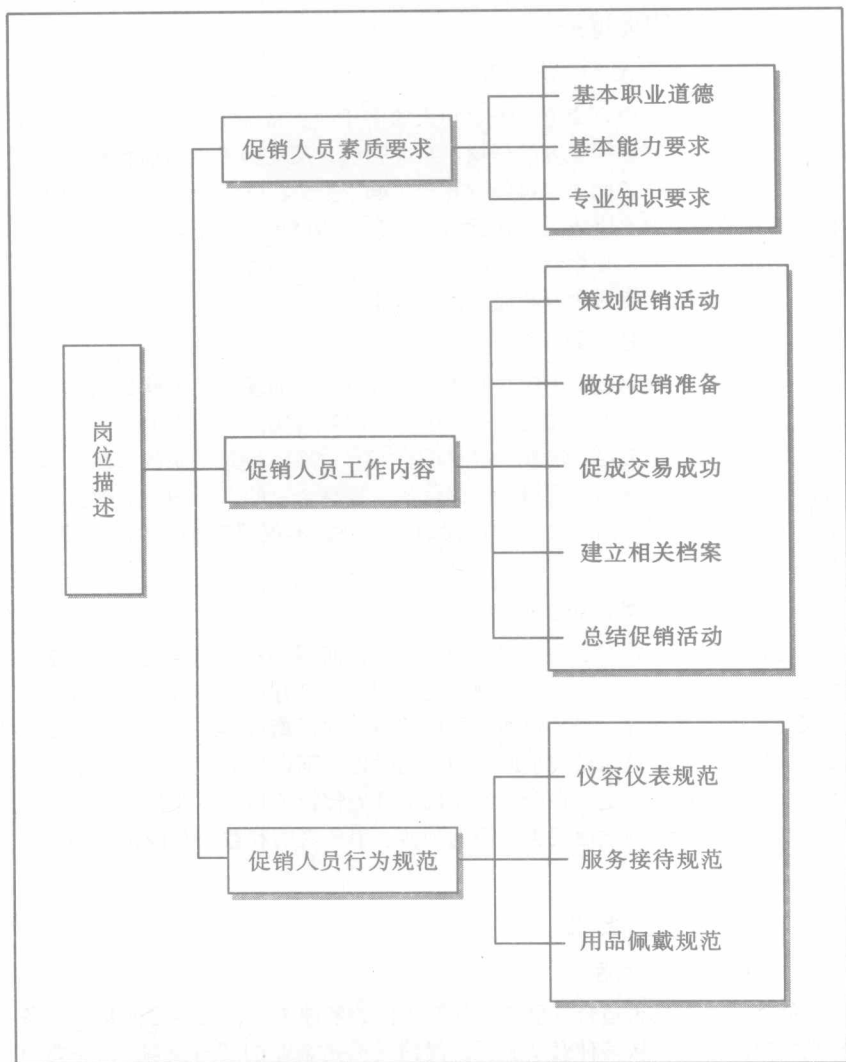 岗位描述
促销人员素质要求
基本职业道德
基本能力要求
专业知识要求
促销人员工作内容
策划促销活动
做好促销准备
促成交易成功
建立相关档案
总结促销活动
促销人员行为规范
仪容仪表规范
服务接待规范
用品佩戴规范